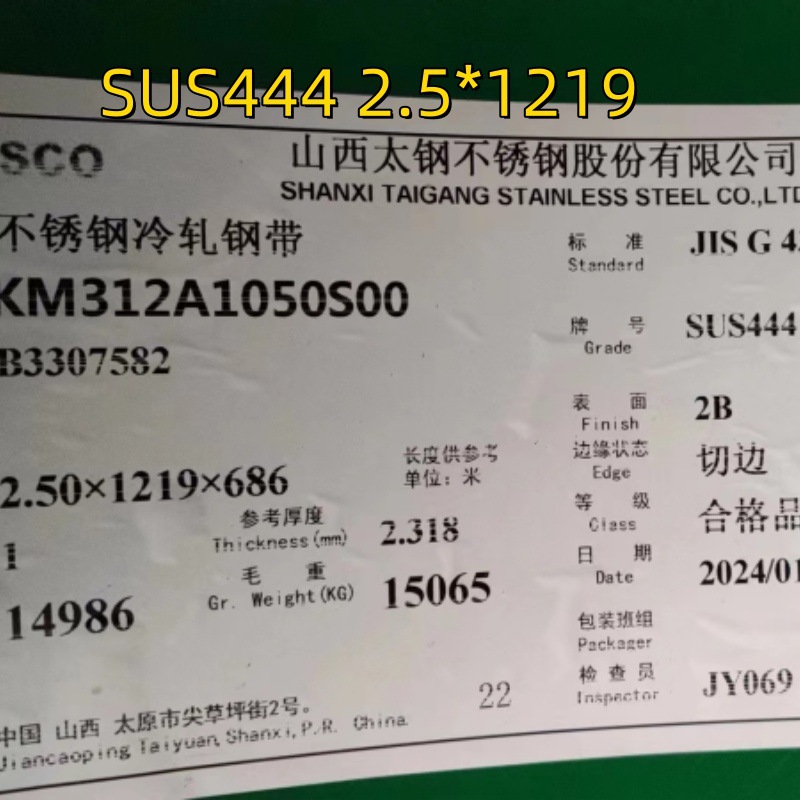 SUS444 2.5*1219
SCO
山西太钢不锈钢股份有限公司
SHANXI TAIGANG STAINLESS STEEL CO.,LTD
不锈钢冷轧钢带
标 准 JIS G 43
Standard
KM312A1050S00
牌 号 SUS444
Grade
B3307582
表 面 2B
Finish
长度供参考
单位：米
边缘状态 切边
Edge
2.50×1219×686
等 级 合格品
Class
参考厚度 2.318
Thickness(mm)
1
日 期 2024/01
Date
毛 重 15065
Gr. Weight(KG)
14986
包装班组
Packager
检 查 员 JY069
Inspector
22
中国 山西 太原市尖草坪街2号。
Jiancaoping Taiyuan, Shanxi, P.R. China